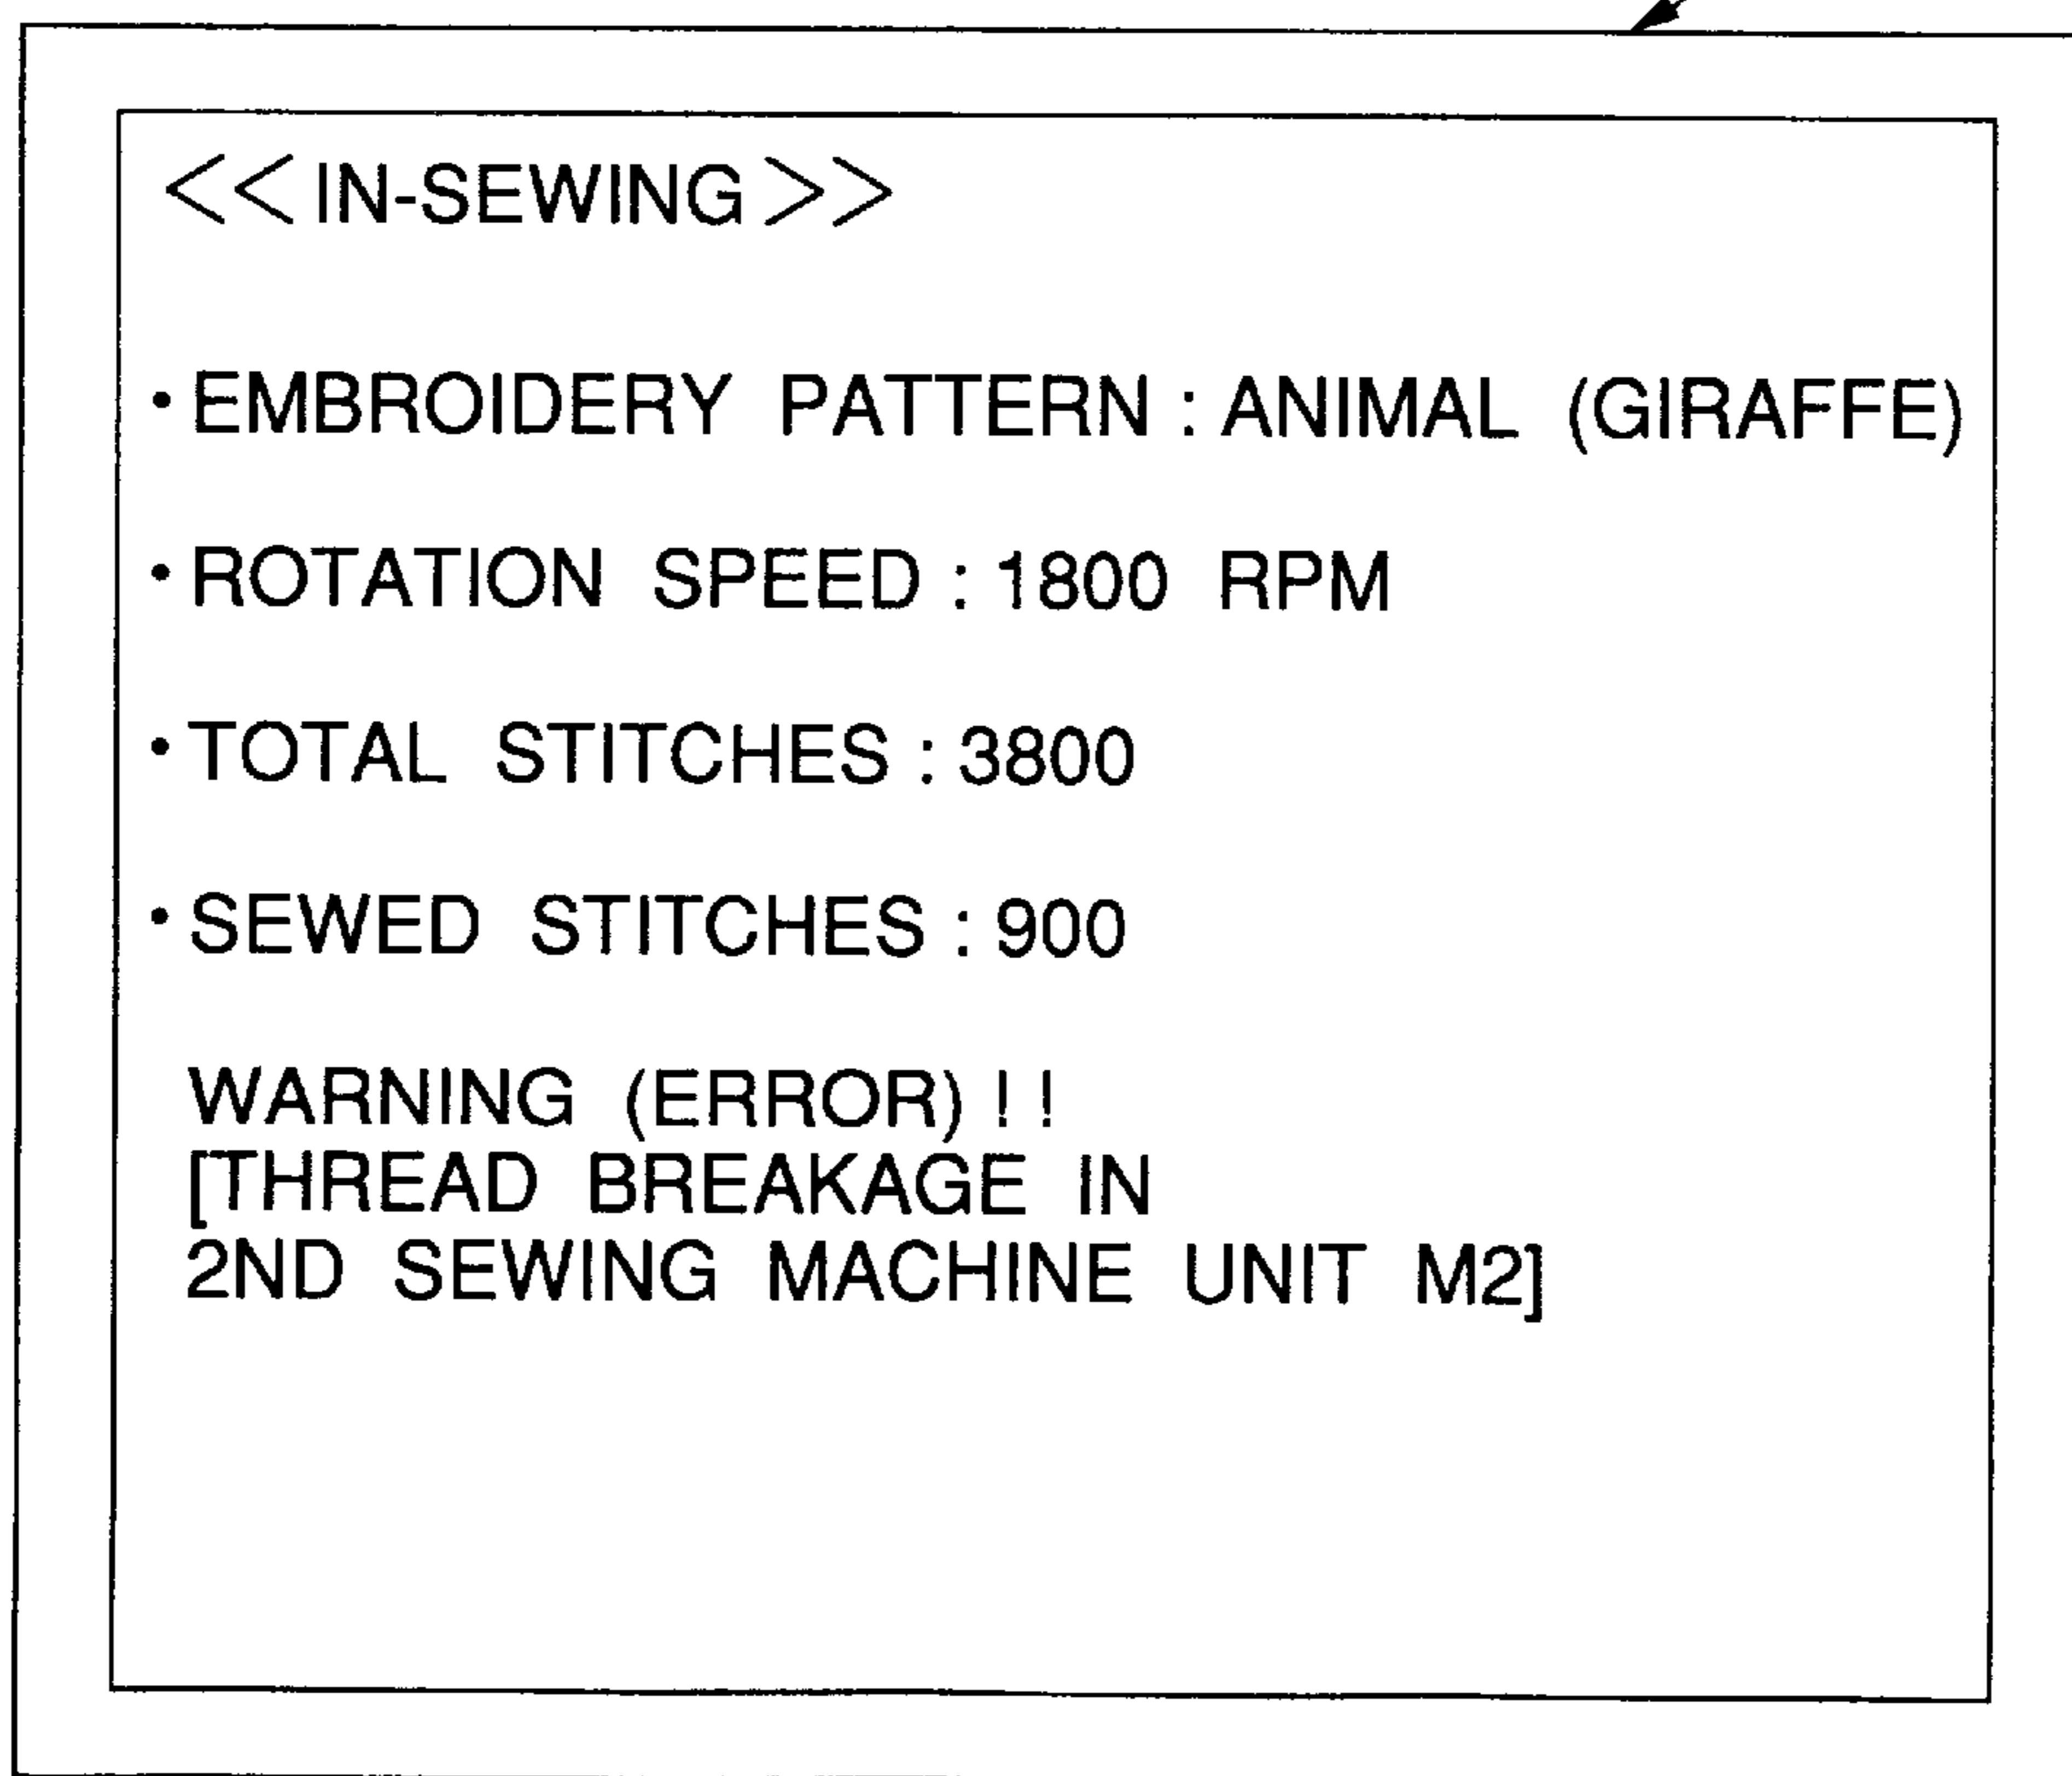 <<IN-SEWING>>
•EMBROIDERY PATTERN : ANIMAL (GIRAFFE)
•ROTATION SPEED : 1800 RPM
•TOTAL STITCHES : 3800
•SEWED STITCHES : 900
WARNING (ERROR) ! !
[THREAD BREAKAGE IN
2ND SEWING MACHINE UNIT M2]